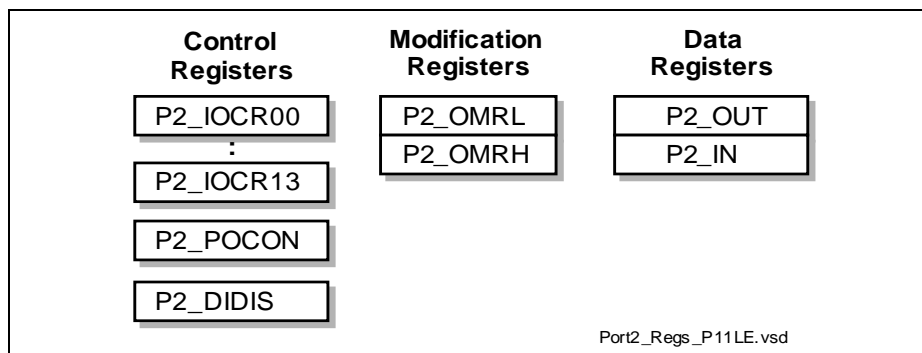 Control
Registers
P2_IOCR00
:
P2_IOCR13
P2_POCON
P2_DIDIS
Modification
Registers
P2_OMRL
P2_OMRH
Data
Registers
P2_OUT
P2_IN
Port2_Regs_P11LE.vsd